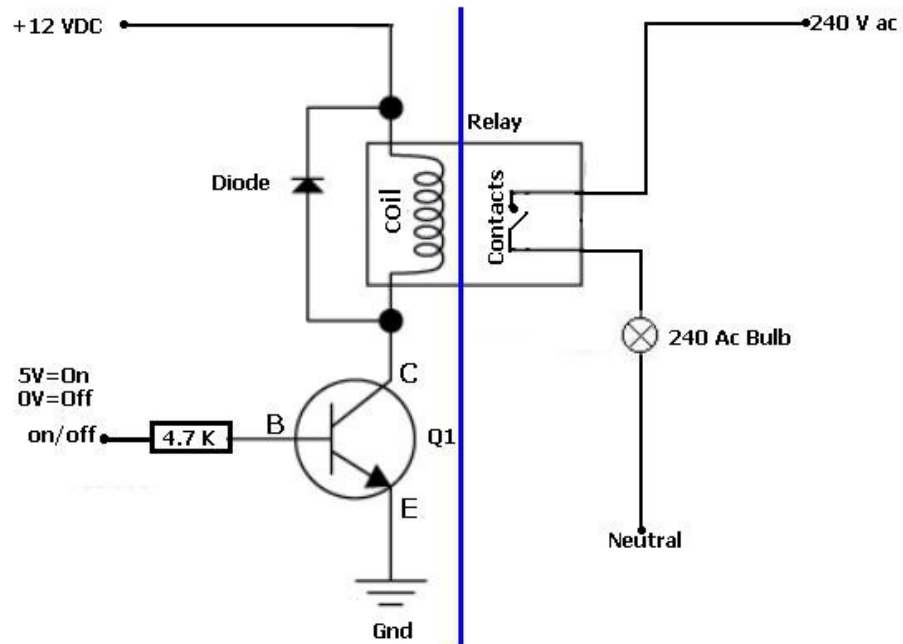 +12 VDC
240 V ac
Relay
Diode
coil
Contacts
240 Ac Bulb
5V=On
0V=Off
on/off
4.7 K
B
C
Q1
E
Neutral
Gnd